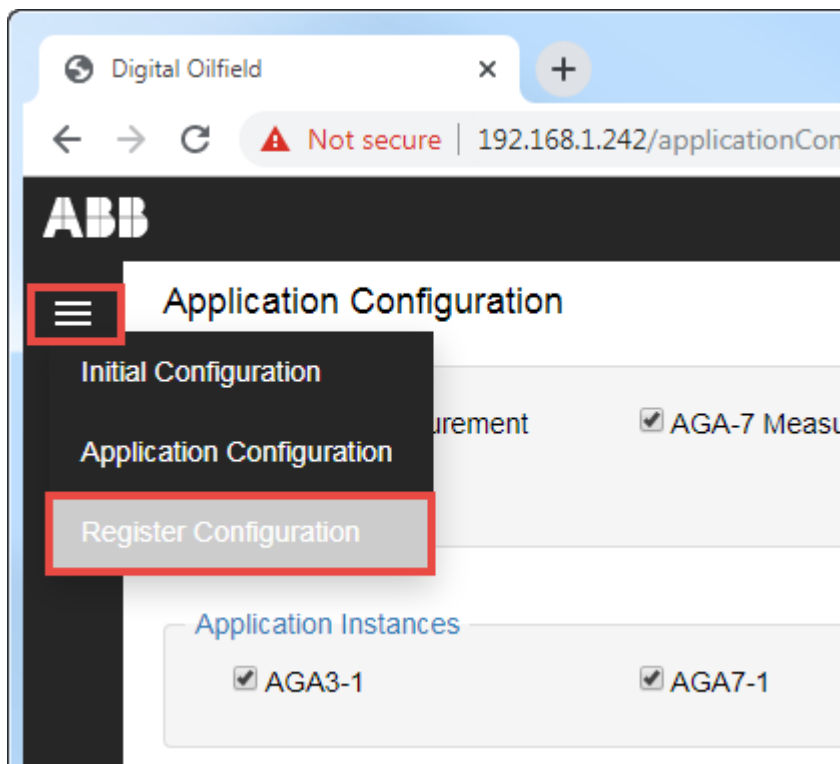 Digital Oilfield
Not secure | 192.168.1.242/applicationCon
ABB
Application Configuration
Initial Configuration
urement
AGA-7 Measu
Application Configuration
Register Configuration
Application Instances
AGA3-1
AGA7-1